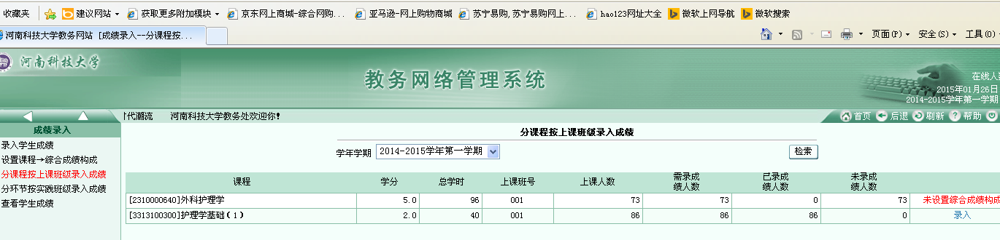 收藏夹 建议网站 获取更多附加模块 京东网上商城-综合网购... 亚马逊-网上购物商城 苏宁易购,苏宁易购网上... hao123网址大全 微软上网导航 微软搜索
河南科技大学教务网站 [成绩录入--分课程按... 页面(P) 安全(S) 工具(O)
河南科技大学
教务网络管理系统
在线人数
2015年01月26日
2014-2015学年第一学期
时代潮流 河南科技大学教务处欢迎你! 首页 后退 刷新 帮助
成绩录入
录入学生成绩
设置课程→综合成绩构成
分课程按上课班级录入成绩
分环节按实践班级录入成绩
查看学生成绩
分课程按上课班级录入成绩
学年学期 2014-2015学年第一学期 检索
课程 学分 总学时 上课班号 上课人数 需录成绩人数 已录成绩人数 未录成绩人数
[2310000640]外科护理学 5.0 96 001 73 73 0 73 未设置综合成绩构成
[3313100300]护理学基础(1) 2.0 40 001 86 86 86 0 录入